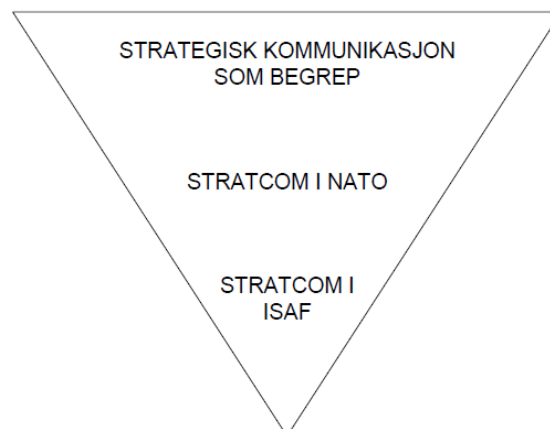 STRATEGISK KOMMUNIKASJON
SOM BEGREP
STRATCOM I NATO
STRATCOM I
ISAF